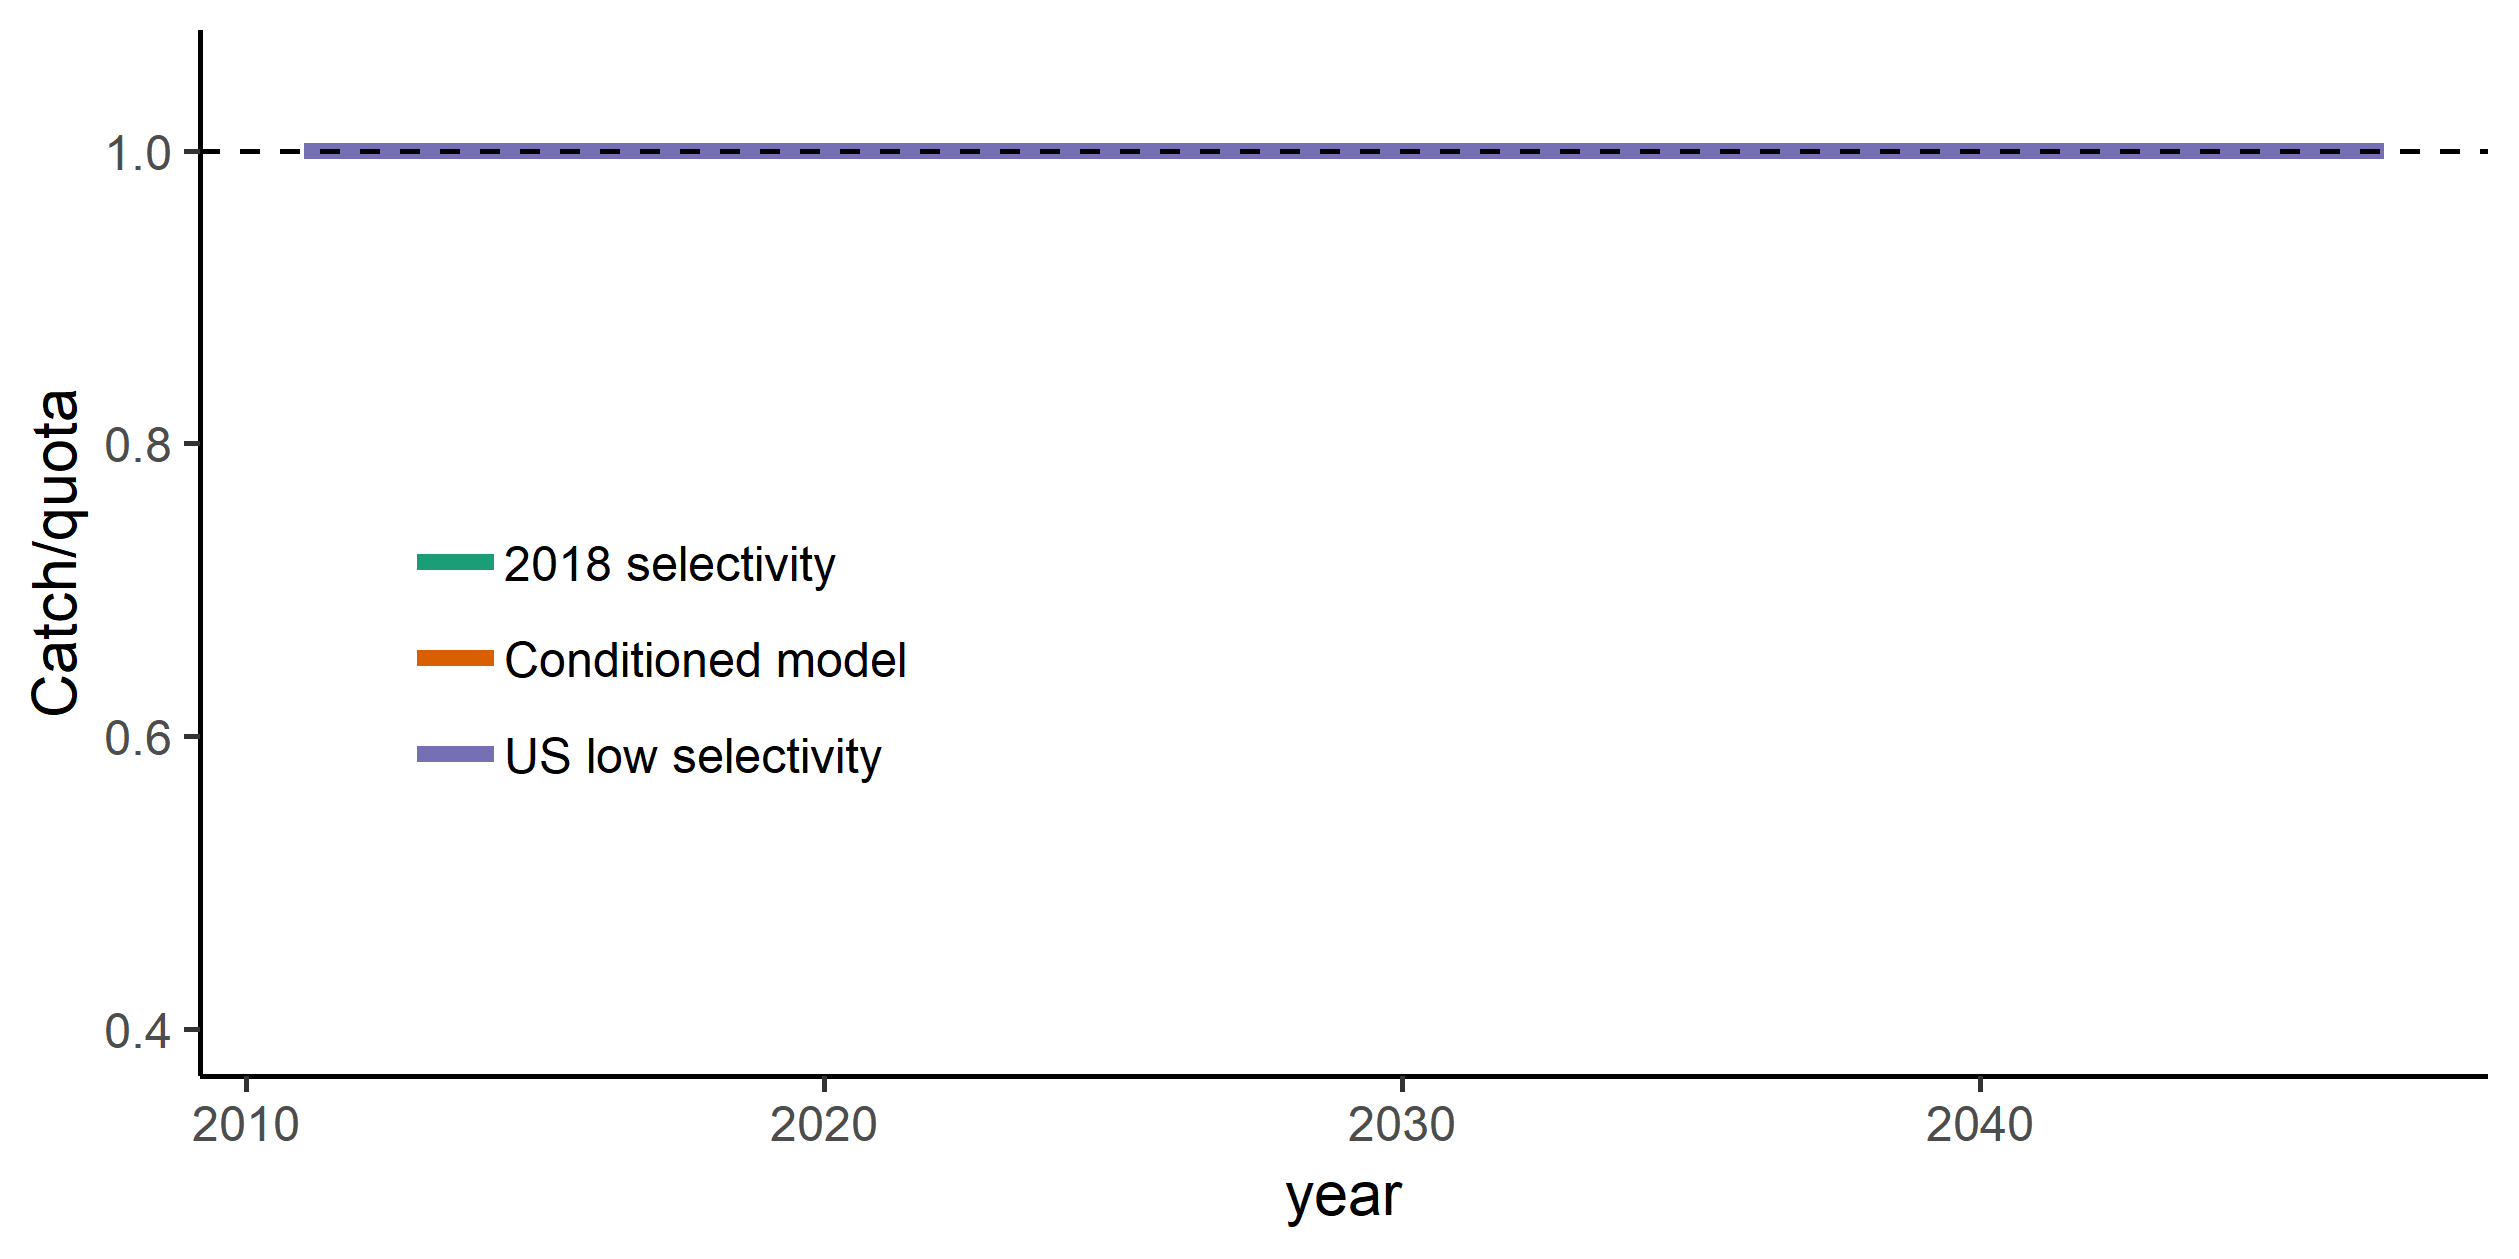 1.0
0.8
0.6
0.4
Catch/quota
2018 selectivity
Conditioned model
US low selectivity
2010 2020 2030 2040
year